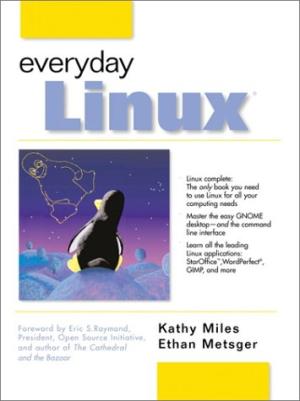 everyday
Linux®
· Linux complete:
The only book you need
to use Linux for all your
computing needs
· Master the easy GNOME
desktop—and the command
line interface
· Learn all the leading
Linux applications:
StarOffice™, WordPerfect®,
GIMP, and more
Foreword by Eric S.Raymond,
President, Open Source Initiative,
and author of The Cathedral
and the Bazaar
Kathy Miles
Ethan Metsger